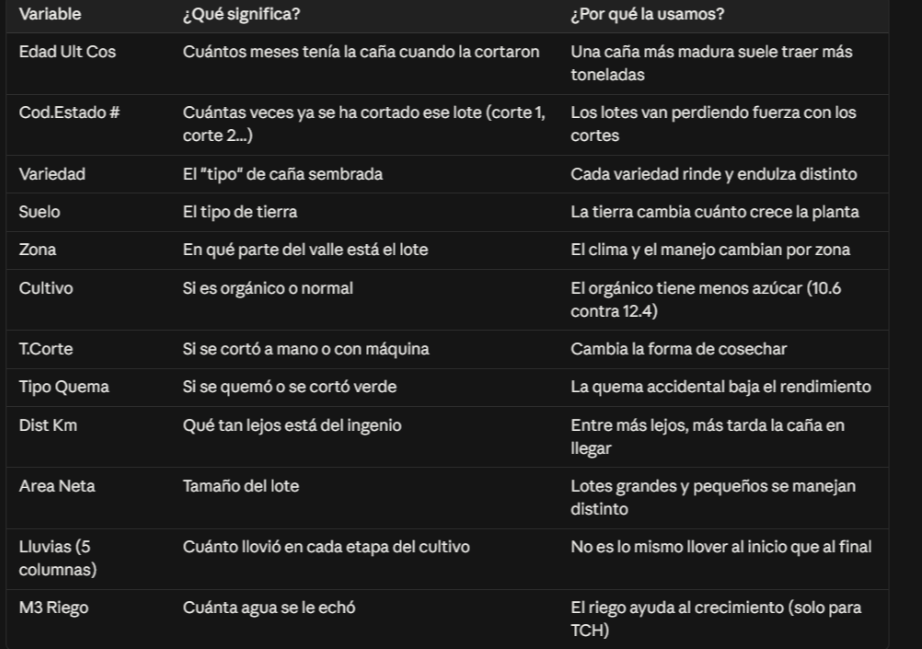 Variable ¿Qué significa? ¿Por qué la usamos?
Edad Ult Cos Cuántos meses tenía la caña cuando la cortaron Una caña más madura suele traer más
toneladas
Cod.Estado # Cuántas veces ya se ha cortado ese lote (corte 1, Los lotes van perdiendo fuerza con los
corte 2...) cortes
Variedad El "tipo" de caña sembrada Cada variedad rinde y endulza distinto
Suelo El tipo de tierra La tierra cambia cuánto crece la planta
Zona En qué parte del valle está el lote El clima y el manejo cambian por zona
Cultivo Si es orgánico o normal El orgánico tiene menos azúcar (10.6
contra 12.4)
T.Corte Si se cortó a mano o con máquina Cambia la forma de cosechar
Tipo Quema Si se quemó o se cortó verde La quema accidental baja el rendimiento
Dist Km Qué tan lejos está del ingenio Entre más lejos, más tarda la caña en
llegar
Area Neta Tamaño del lote Lotes grandes y pequeños se manejan
distinto
Lluvias (5 Cuánto llovió en cada etapa del cultivo No es lo mismo llover al inicio que al final
columnas)
M3 Riego Cuánta agua se le echó El riego ayuda al crecimiento (solo para
TCH)